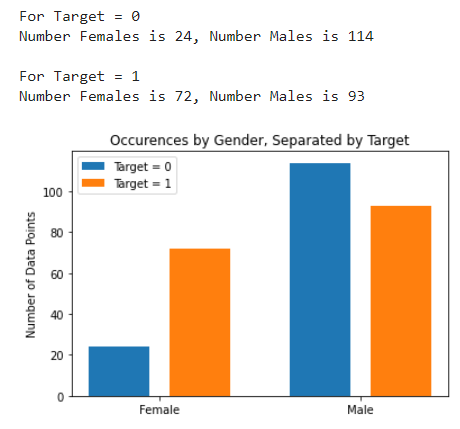 For Target = 0
Number Females is 24, Number Males is 114
For Target = 1
Number Females is 72, Number Males is 93
Occurences by Gender, Separated by Target
Target = 0
Target = 1
Number of Data Points
100
80
60
40
20
0
Female Male